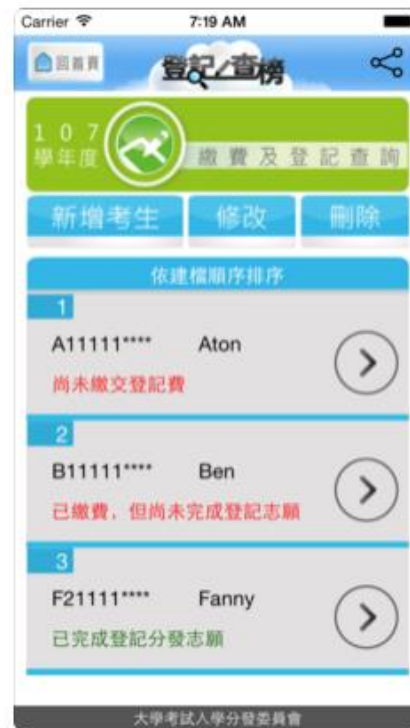 Carrier 7:19 AM
回首頁 登記/查榜
107
學年度 繳費及登記查詢
新增考生 修改 刪除
依建檔順序排序
1
A11111**** Aton
尚未繳交登記費
2
B11111**** Ben
已繳費，但尚未完成登記志願
3
F21111**** Fanny
已完成登記分發志願
大學考試入學分發委員會